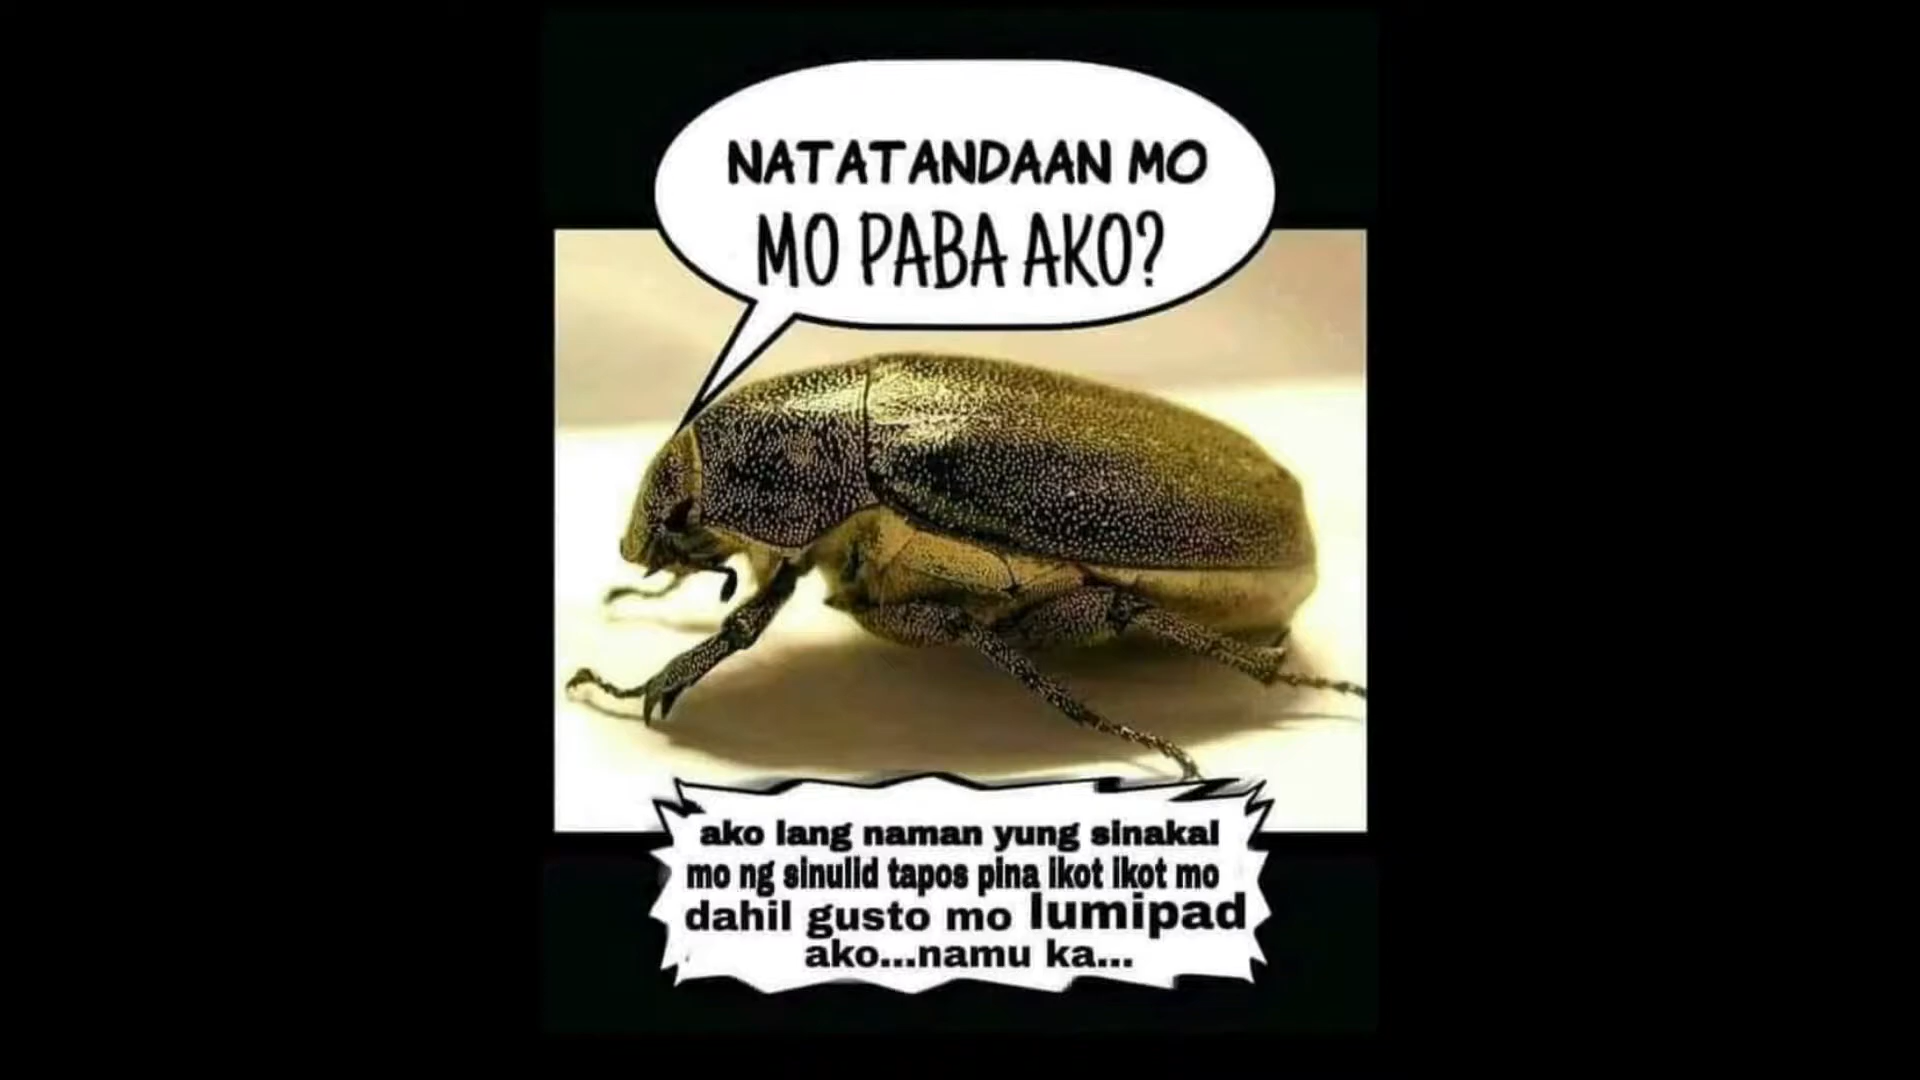 NATATANDAAN MO
MO PABA AKO?
ako lang naman yung sinakal
mo ng sinulid tapos pina ikot ikot mo
dahil gusto mo lumipad
ako...namu ka...